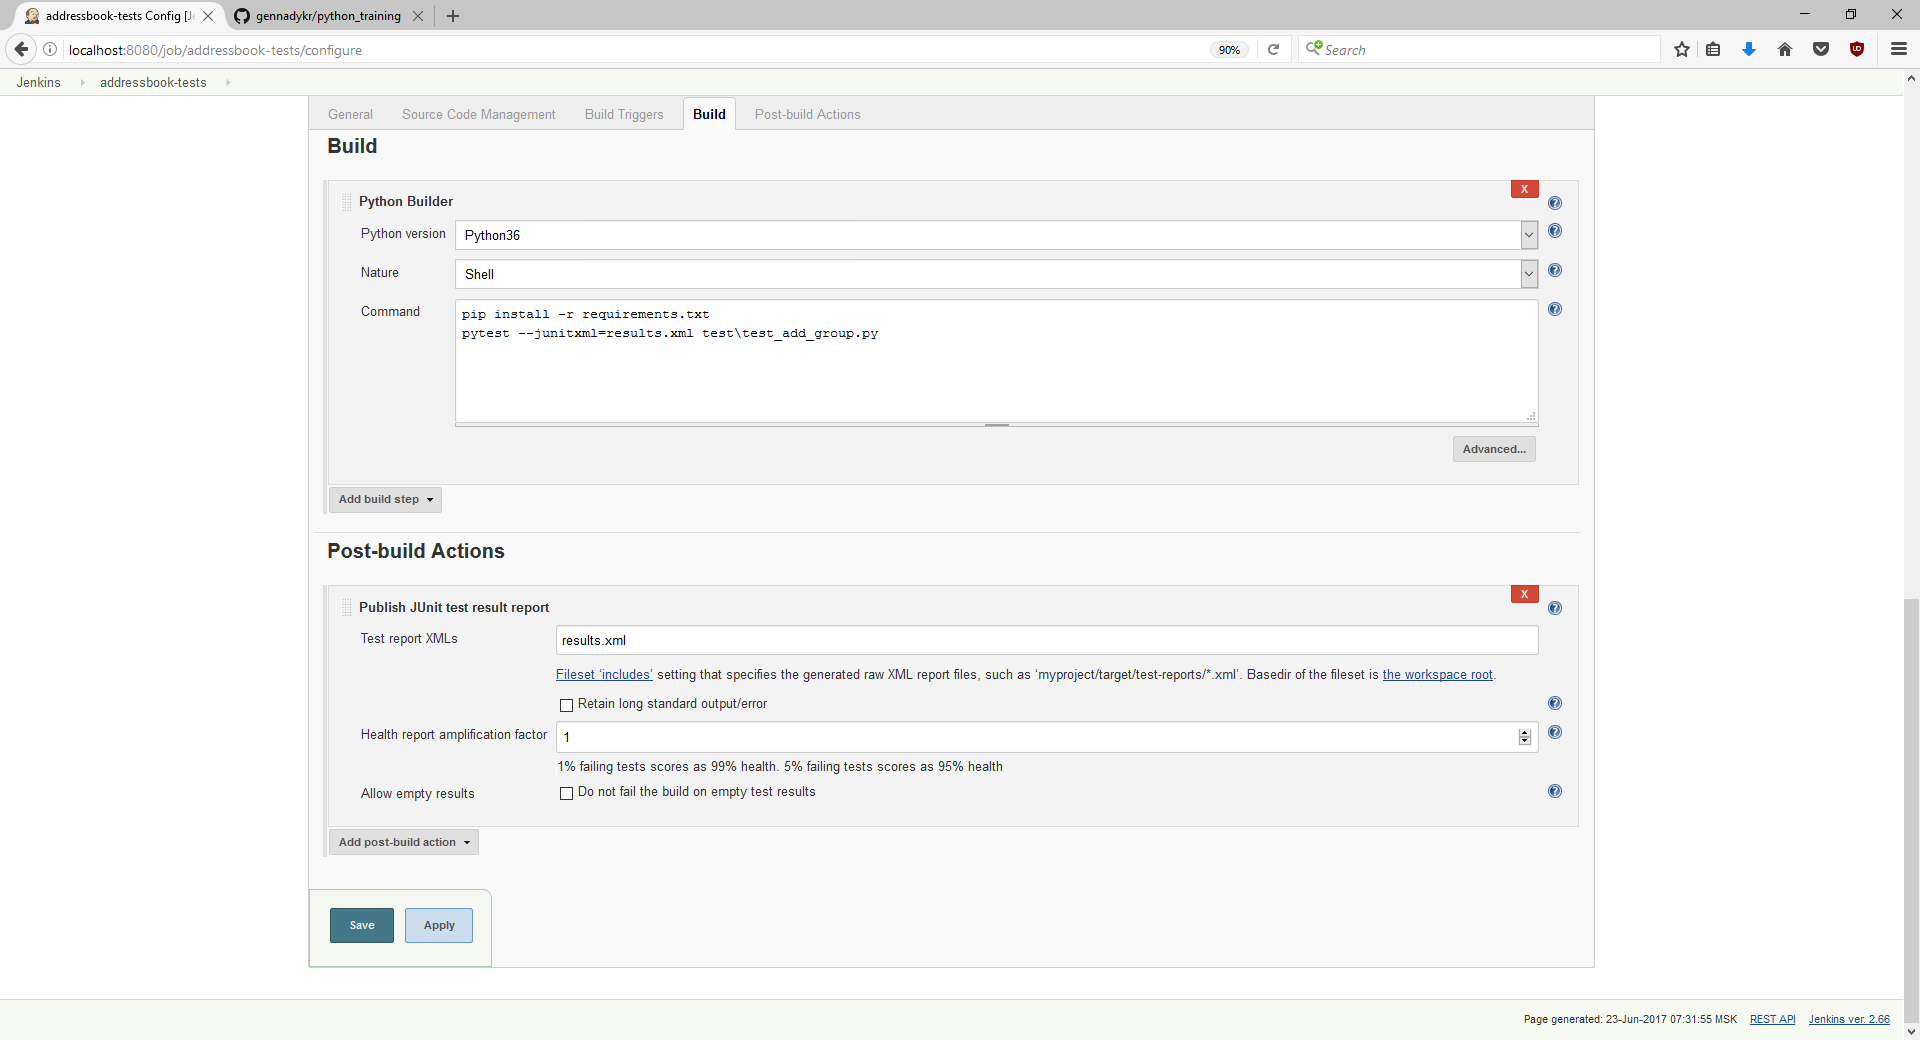 addressbook-tests Config [J
gennadykr/python_training
localhost:8080/job/addressbook-tests/configure
90%
Search
Jenkins
addressbook-tests
General
Source Code Management
Build Triggers
Build
Post-build Actions
Build
X
Python Builder
Python version
Python36
Nature
Shell
Command
pip install -r requirements.txt
pytest --junitxml=results.xml test\test_add_group.py
Advanced...
Add build step
Post-build Actions
X
Publish JUnit test result report
Test report XMLs
results.xml
Fileset ‘includes’ setting that specifies the generated raw XML report files, such as ‘myproject/target/test-reports/*.xml’. Basedir of the fileset is the workspace root.
Retain long standard output/error
Health report amplification factor
1
1% failing tests scores as 99% health. 5% failing tests scores as 95% health
Allow empty results
Do not fail the build on empty test results
Add post-build action
Save
Apply
Page generated: 23-Jun-2017 07:31:55 MSK
REST API
Jenkins ver. 2.66